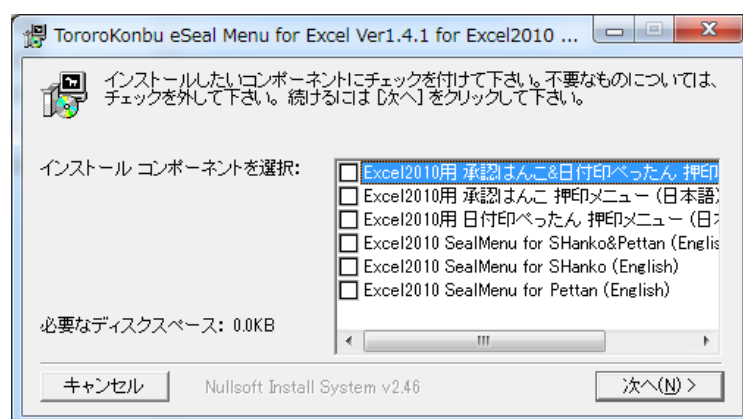 TororoKonbu eSeal Menu for Excel Ver1.4.1 for Excel2010 ...
インストールしたいコンポーネントにチェックを付けて下さい。不要なものについては、
チェックを外して下さい。続けるには [次へ] をクリックして下さい。
インストール コンポーネントを選択:
Excel2010用 承認はんこ&日付印ぺったん 押印
Excel2010用 承認はんこ 押印メニュー (日本語)
Excel2010用 日付印ぺったん 押印メニュー (日本
Excel2010 SealMenu for SHanko&Pettan (Englis
Excel2010 SealMenu for SHanko (English)
Excel2010 SealMenu for Pettan (English)
必要なディスクスペース: 0.0KB
キャンセル
Nullsoft Install System v2.46
次へ(N) >